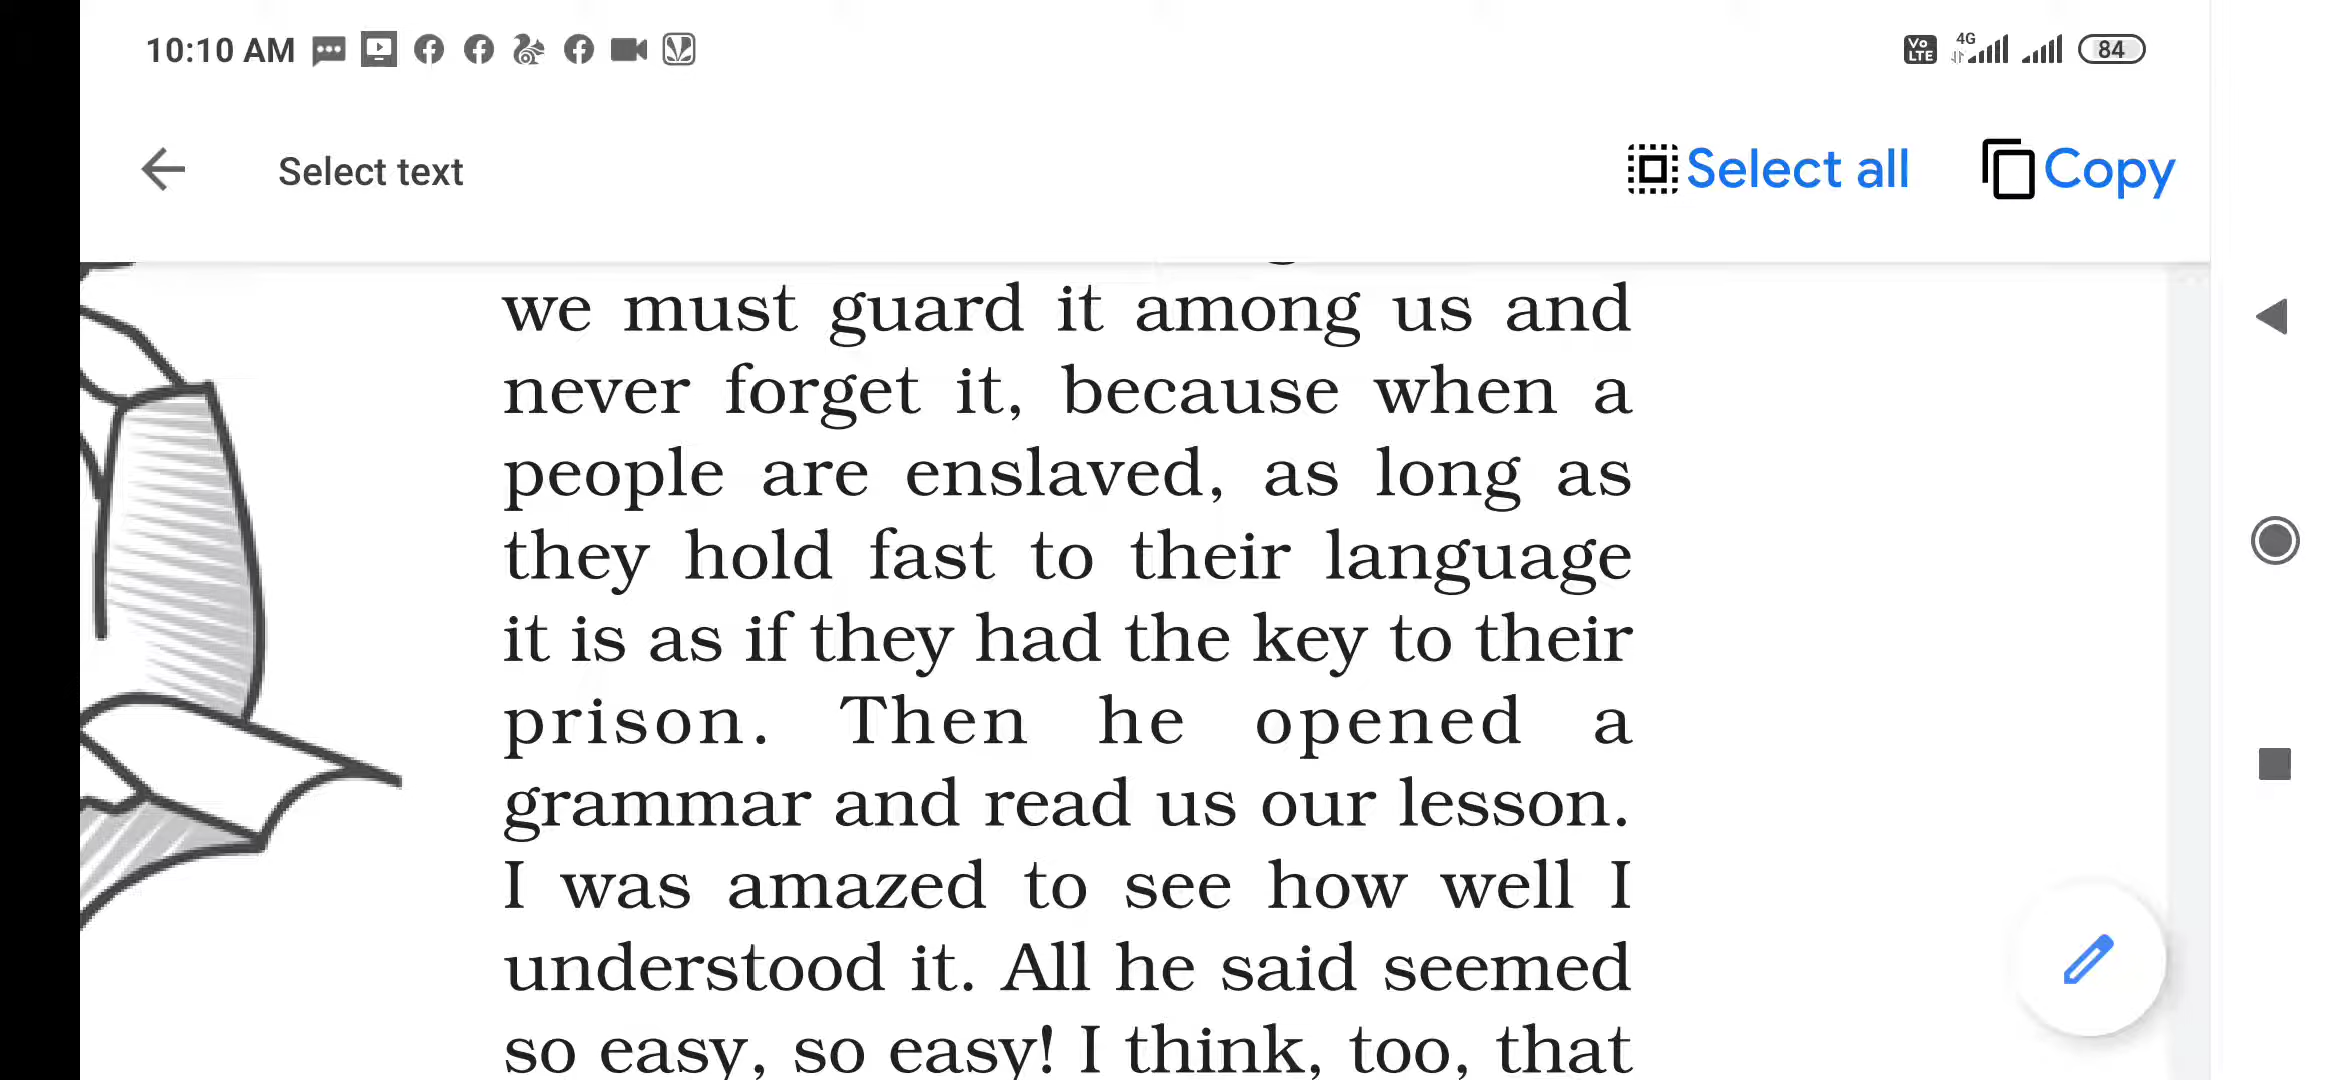 10:10 AM
Vo LTE 4G 84
Select text
Select all
Copy
we must guard it among us and
never forget it, because when a
people are enslaved, as long as
they hold fast to their language
it is as if they had the key to their
prison. Then he opened a
grammar and read us our lesson.
I was amazed to see how well I
understood it. All he said seemed
so easy, so easy! I think, too, that